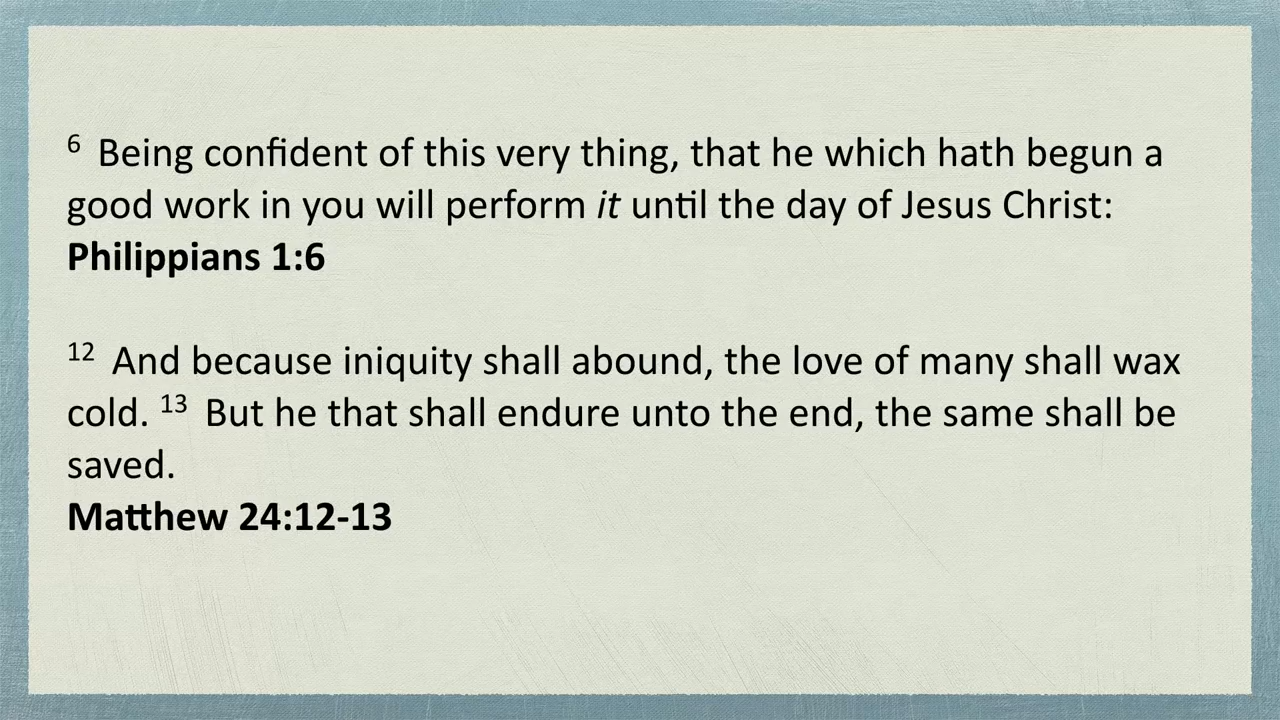 6 Being confident of this very thing, that he which hath begun a
good work in you will perform it until the day of Jesus Christ:
Philippians 1:6
12 And because iniquity shall abound, the love of many shall wax
cold. 13 But he that shall endure unto the end, the same shall be
saved.
Matthew 24:12-13